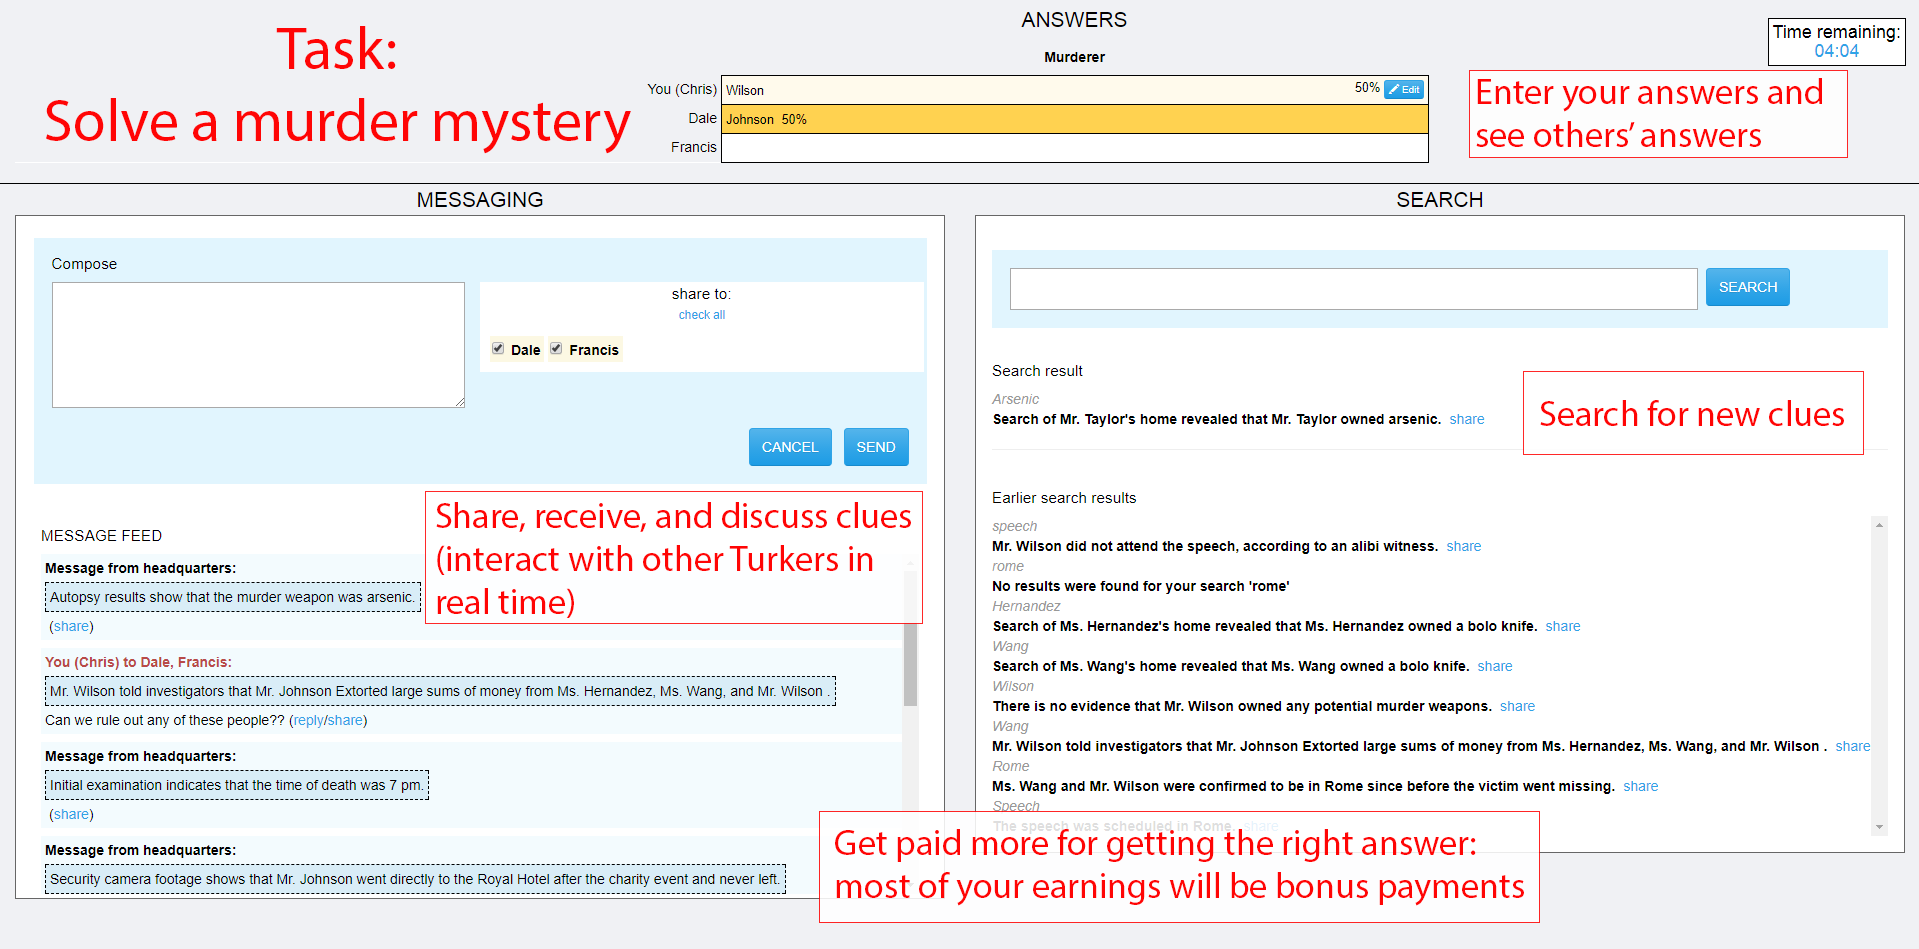 Task:
Solve a murder mystery
ANSWERS
Murderer
Time remaining:
04:04
You (Chris) Wilson 50% Edit
Dale Johnson 50%
Francis
Enter your answers and
see others’ answers
MESSAGING
Compose
share to:
check all
Dale Francis
CANCEL SEND
Share, receive, and discuss clues
(interact with other Turkers in
real time)
MESSAGE FEED
Message from headquarters:
Autopsy results show that the murder weapon was arsenic.
(share)
You (Chris) to Dale, Francis:
Mr. Wilson told investigators that Mr. Johnson Extorted large sums of money from Ms. Hernandez, Ms. Wang, and Mr. Wilson .
Can we rule out any of these people?? (reply/share)
Message from headquarters:
Initial examination indicates that the time of death was 7 pm.
(share)
Message from headquarters:
Security camera footage shows that Mr. Johnson went directly to the Royal Hotel after the charity event and never left.
SEARCH
SEARCH
Search result
Arsenic
Search of Mr. Taylor's home revealed that Mr. Taylor owned arsenic. share
Search for new clues
Earlier search results
speech
Mr. Wilson did not attend the speech, according to an alibi witness. share
rome
No results were found for your search 'rome'
Hernandez
Search of Ms. Hernandez's home revealed that Ms. Hernandez owned a bolo knife. share
Wang
Search of Ms. Wang's home revealed that Ms. Wang owned a bolo knife. share
Wilson
There is no evidence that Mr. Wilson owned any potential murder weapons. share
Wang
Mr. Wilson told investigators that Mr. Johnson Extorted large sums of money from Ms. Hernandez, Ms. Wang, and Mr. Wilson . share
Rome
Ms. Wang and Mr. Wilson were confirmed to be in Rome since before the victim went missing. share
Speech
The speech was scheduled in Rome. share
Get paid more for getting the right answer:
most of your earnings will be bonus payments